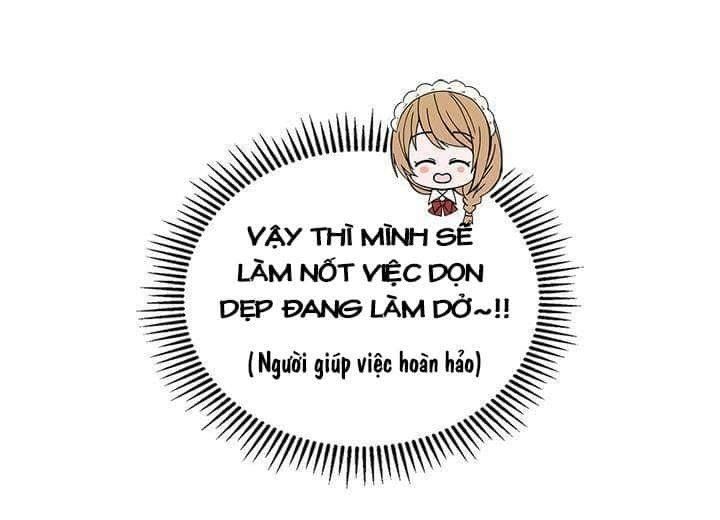 VẬY THÌ MÌNH SẼ
LÀM NỐT VIỆC DỌN
DẸP ĐANG LÀM DỞ~!!
(Người giúp việc hoàn hảo)